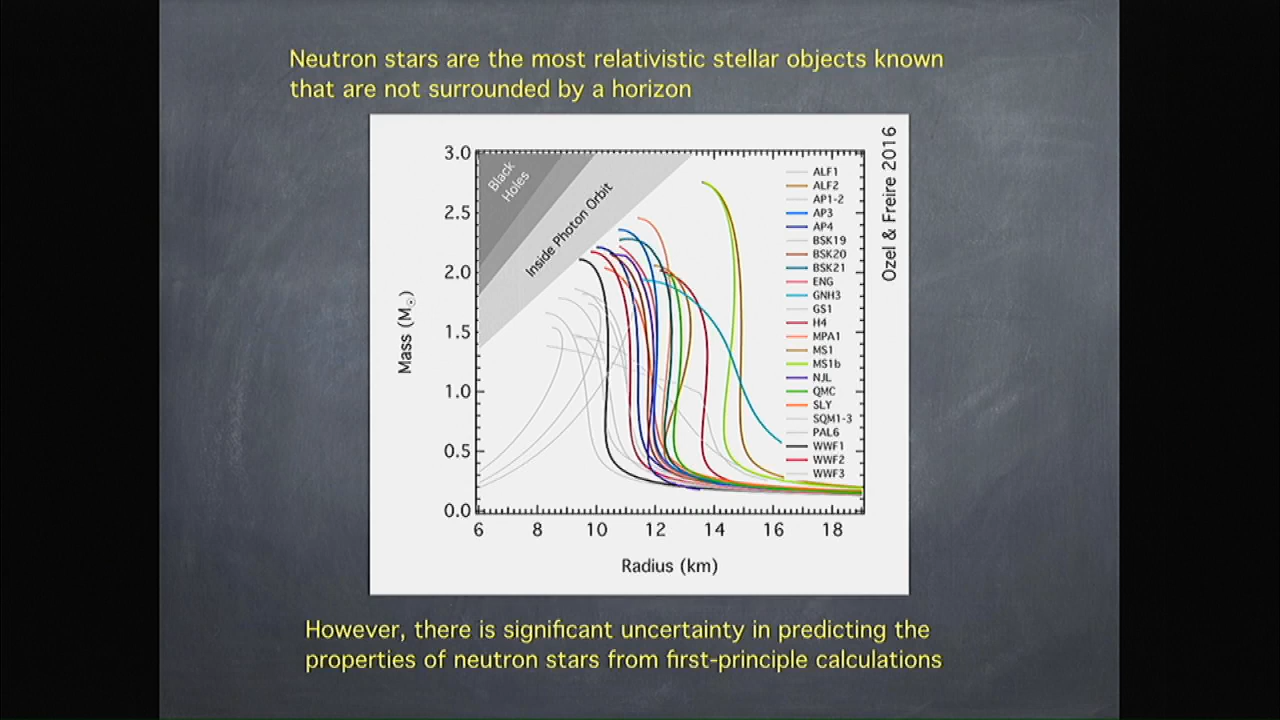 Neutron stars are the most relativistic stellar objects known
that are not surrounded by a horizon
Ozel & Freire 2016
3.0
2.5
2.0
1.5
1.0
0.5
0.0
Mass (M☉)
Black
Holes
Inside Photon Orbit
ALF1
ALF2
AP1-2
AP3
AP4
BSK19
BSK20
BSK21
ENG
GNH3
GS1
H4
MPA1
MS1
MS1b
NJL
QMC
SLY
SQM1-3
PAL6
WWF1
WWF2
WWF3
6 8 10 12 14 16 18
Radius (km)
However, there is significant uncertainty in predicting the
properties of neutron stars from first-principle calculations